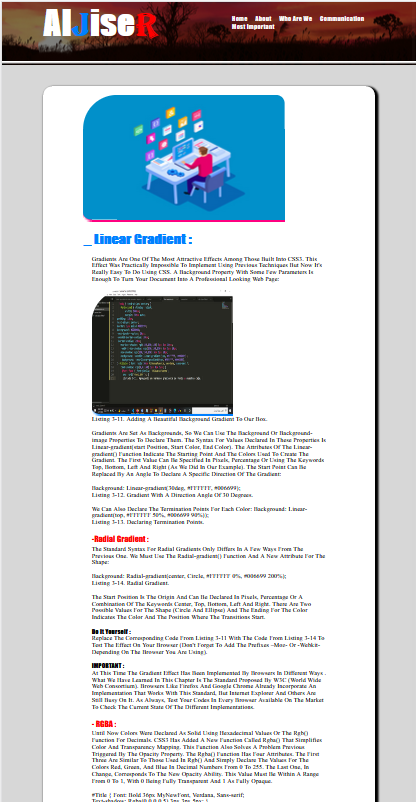 AlJiseR
Home About Who Are We Communication
Most Important
_ Linear Gradient :
Gradients Are One Of The Most Attractive Effects Among Those Built Into CSS3. This
Effect Was Practically Impossible To Implement Using Previous Techniques But Now It's
Really Easy To Do Using CSS. A Background Property With Some Few Parameters Is
Enough To Turn Your Document Into A Professional Looking Web Page:
Listing 3-11. Adding A Beautiful Background Gradient To Our Box.
Gradients Are Set As Backgrounds, So We Can Use The Background Or Background-
image Properties To Declare Them. The Syntax For Values Declared In These Properties Is
Linear-gradient(start Position, Start Color, End Color). The Attributes Of The Linear-
gradient() Function Indicate The Starting Point And The Colors Used To Create The
Gradient. The First Value Can Be Specified In Pixels, Percentage Or Using The Keywords
Top, Bottom, Left And Right (As We Did In Our Example). The Start Point Can Be
Replaced By An Angle To Declare A Specific Direction Of The Gradient:
Background: Linear-gradient(30deg, #FFFFFF, #006699);
Listing 3-12. Gradient With A Direction Angle Of 30 Degrees.
We Can Also Declare The Termination Points For Each Color: Background: Linear-
gradient(top, #FFFFFF 50%, #006699 90%);
Listing 3-13. Declaring Termination Points.
-Radial Gradient :
The Standard Syntax For Radial Gradients Only Differs In A Few Ways From The
Previous One. We Must Use The Radial-gradient() Function And A New Attribute For The
Shape:
Background: Radial-gradient(center, Circle, #FFFFFF 0%, #006699 200%);
Listing 3-14. Radial Gradient.
The Start Position Is The Origin And Can Be Declared In Pixels, Percentage Or A
Combination Of The Keywords Center, Top, Bottom, Left And Right. There Are Two
Possible Values For The Shape (Circle And Ellipse) And The Ending For The Color
Indicates The Color And The Position Where The Transitions Start.
Do It Yourself :
Replace The Corresponding Code From Listing 3-11 With The Code From Listing 3-14 To
Test The Effect On Your Browser (Don't Forget To Add The Prefixes –Moz- Or -Webkit-
Depending On The Browser You Are Using).
IMPORTANT :
At This Time The Gradient Effect Has Been Implemented By Browsers In Different Ways .
What We Have Learned In This Chapter Is The Standard Proposed By W3C (World Wide
Web Consortium). Browsers Like Firefox And Google Chrome Already Incorporate An
Implementation That Works With This Standard, But Internet Explorer And Others Are
Still Busy On It. As Always, Test Your Codes In Every Browser Available On The Market
To Check The Current State Of The Different Implementations.
- RGBA :
Until Now Colors Were Declared As Solid Using Hexadecimal Values Or The Rgb()
Function For Decimals. CSS3 Has Added A New Function Called Rgba() That Simplifies
Color And Transparency Mapping. This Function Also Solves A Problem Previous
Triggered By The Opacity Property. The Rgba() Function Has Four Attributes. The First
Three Are Similar To Those Used In Rgb() And Simply Declare The Values For The
Colors Red, Green, And Blue In Decimal Numbers From 0 To 255. The Last One, In
Change, Corresponds To The New Opacity Ability. This Value Must Be Within A Range
From 0 To 1, With 0 Being Fully Transparent And 1 As Fully Opaque.
#Title { Font: Bold 36px MyNewFont, Verdana, Sans-serif;